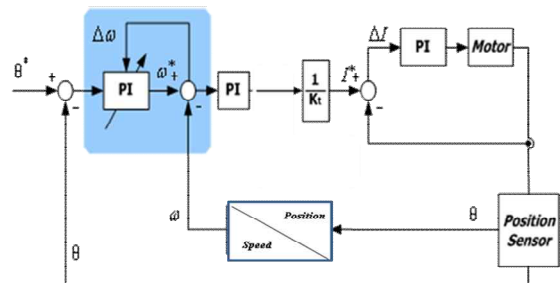 Δω
θ*
+
-
PI
ω*
+
-
PI
1
Kt
I*
+
-
ΔI
PI
Motor
ω
Position
Speed
θ
Position
Sensor
θ